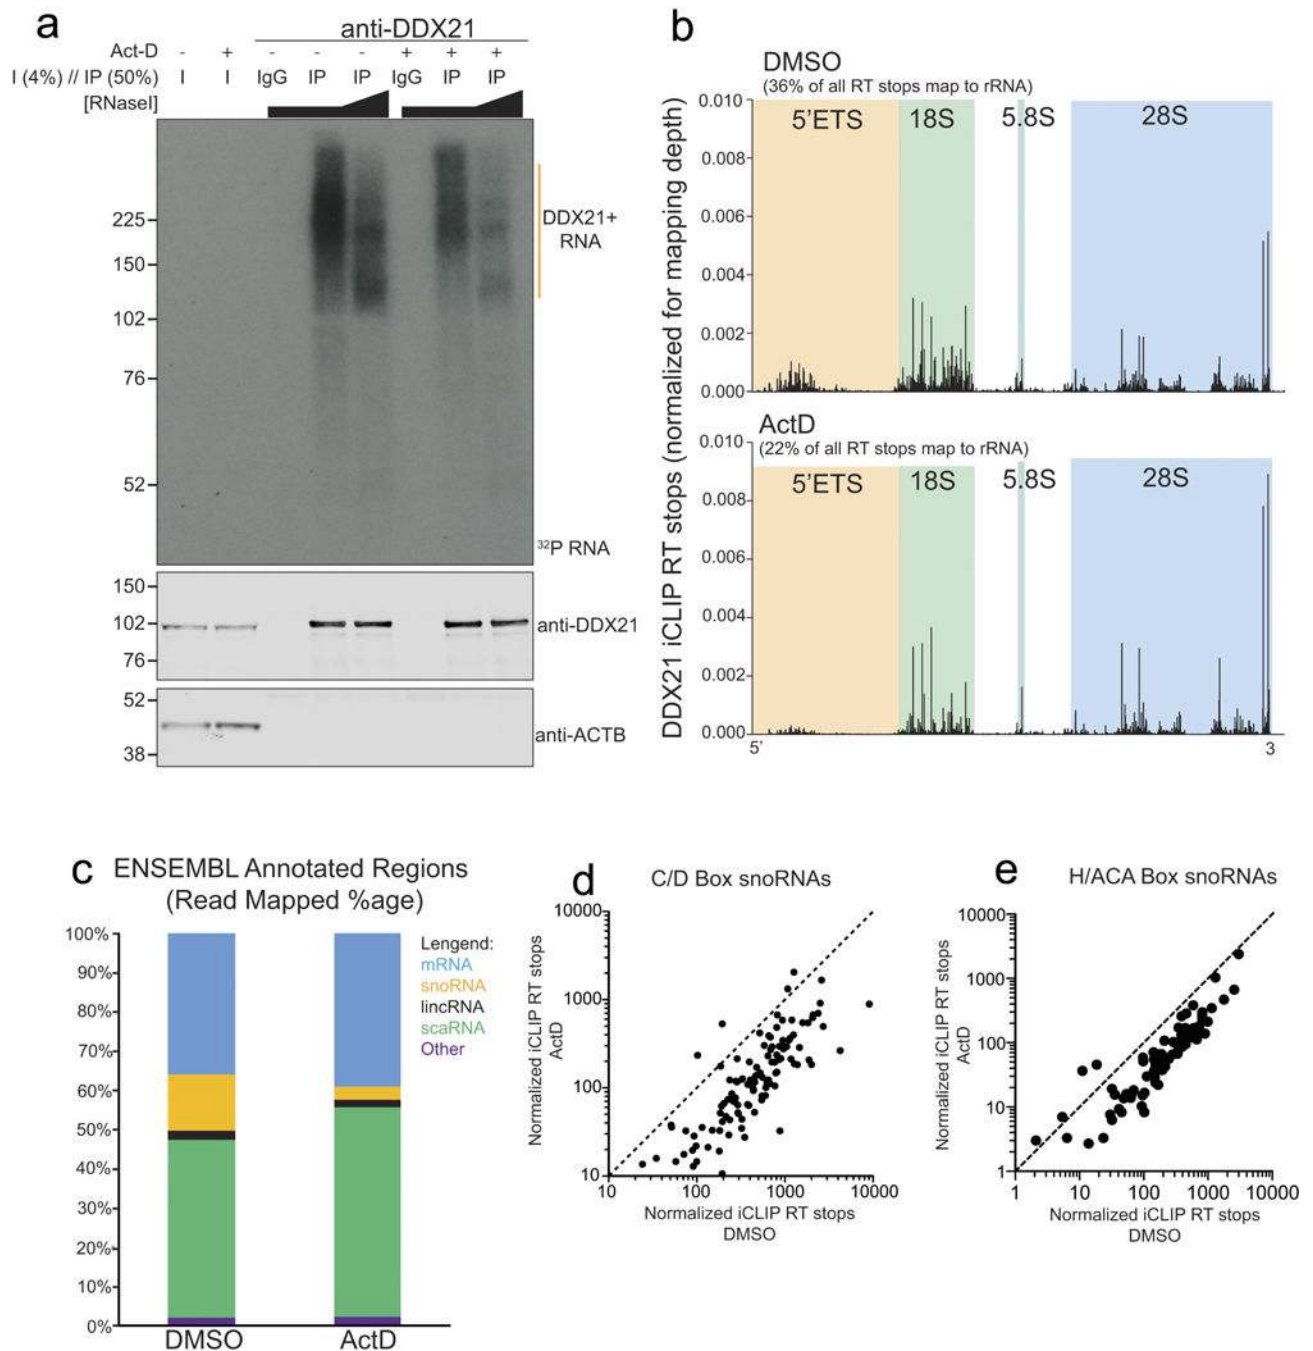 a
anti-DDX21
Act-D - + - - - + + +
I (4%) // IP (50%) I I IgG IP IP IgG IP IP
[RNaseI]
225
150
102
76
52
DDX21+
RNA
32P RNA
150
102
76
anti-DDX21
52
38
anti-ACTB
b
DDX21 iCLIP RT stops (normalized for mapping depth)
DMSO
(36% of all RT stops map to rRNA)
5'ETS 18S 5.8S 28S
0.010
0.008
0.006
0.004
0.002
0.000
ActD
(22% of all RT stops map to rRNA)
5'ETS 18S 5.8S 28S
0.010
0.008
0.006
0.004
0.002
0.000
5' 3
c ENSEMBL Annotated Regions
(Read Mapped %age)
100%
90%
80%
70%
60%
50%
40%
30%
20%
10%
0%
DMSO ActD
Lengend:
mRNA
snoRNA
lincRNA
scaRNA
Other
d C/D Box snoRNAs
Normalized iCLIP RT stops
ActD
10000
1000
100
10
10 100 1000 10000
Normalized iCLIP RT stops
DMSO
e H/ACA Box snoRNAs
Normalized iCLIP RT stops
ActD
10000
1000
100
10
1
1 10 100 1000 10000
Normalized iCLIP RT stops
DMSO